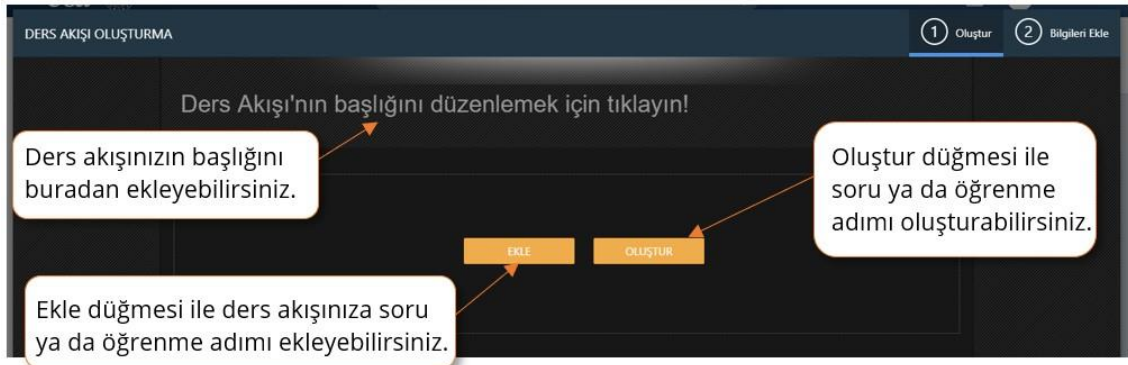 DERS AKIŞI OLUŞTURMA
1 Oluştur
2 Bilgileri Ekle
Ders Akışı'nın başlığını düzenlemek için tıklayın!
Ders akışınızın başlığını
buradan ekleyebilirsiniz.
Oluştur düğmesi ile
soru ya da öğrenme
adımı oluşturabilirsiniz.
EKLE
OLUŞTUR
Ekle düğmesi ile ders akışınıza soru
ya da öğrenme adımı ekleyebilirsiniz.